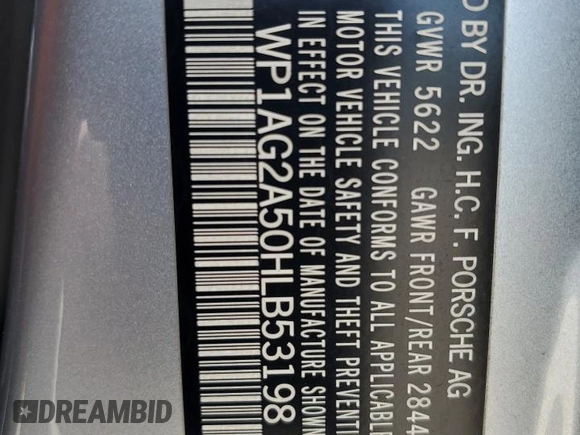 D BY DR. ING. H.C. F. PORSCHE AG
GVWR 5622 GAWR FRONT/REAR 2844
THIS VEHICLE CONFORMS TO ALL APPLICABLE
MOTOR VEHICLE SAFETY AND THEFT PREVENTI
IN EFFECT ON THE DATE OF MANUFACTURE SHOWN
WP1AG2A50HLB53198
DREAMBID